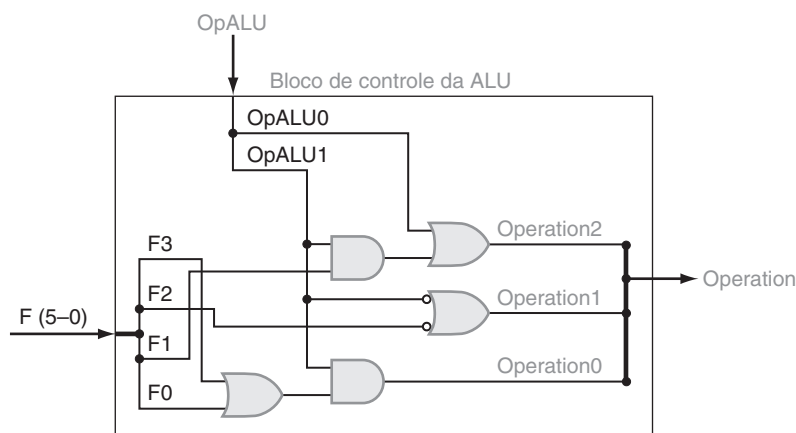 OpALU
Bloco de controle da ALU
OpALU0
OpALU1
F3
Operation2
Operation
F2
Operation1
F (5–0)
F1
F0
Operation0